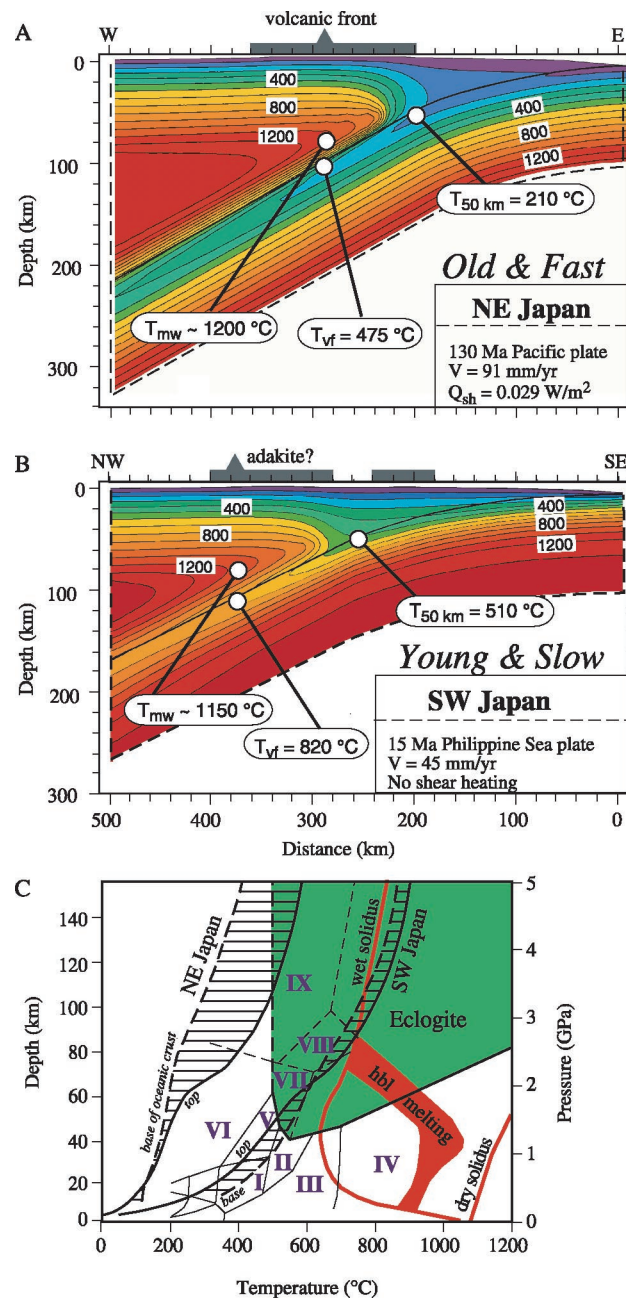 volcanic front
A
W
E
0
400
400
800
800
1200
1200
100
T50 km = 210 °C
Depth (km)
200
Old & Fast
Tmw ~ 1200 °C
Tvf = 475°C
NE Japan
130 Ma Pacific plate
V = 91 mm/yr
Qsh = 0.029 W/m2
300
B
NW
adakite?
SE
0
400
400
800
800
1200
1200
100
T50 km = 510 °C
Depth (km)
Young & Slow
200
Tmw ~ 1150 °C
Tvf = 820°C
SW Japan
15 Ma Philippine Sea plate
V = 45 mm/yr
No shear heating
300
500 400 300 200 100 0
Distance (km)
C
5
140
NE Japan
wet solidus
SW Japan
120
4
IX
100
Eclogite
3
Depth (km)
80
VIII
Pressure (GPa)
base of oceanic crust
top
VII
hbl melting
2
60
VI
V
40
top
II
IV
1
20
I
III
base
dry solidus
0
0
0 200 400 600 800 1000 1200
Temperature (°C)